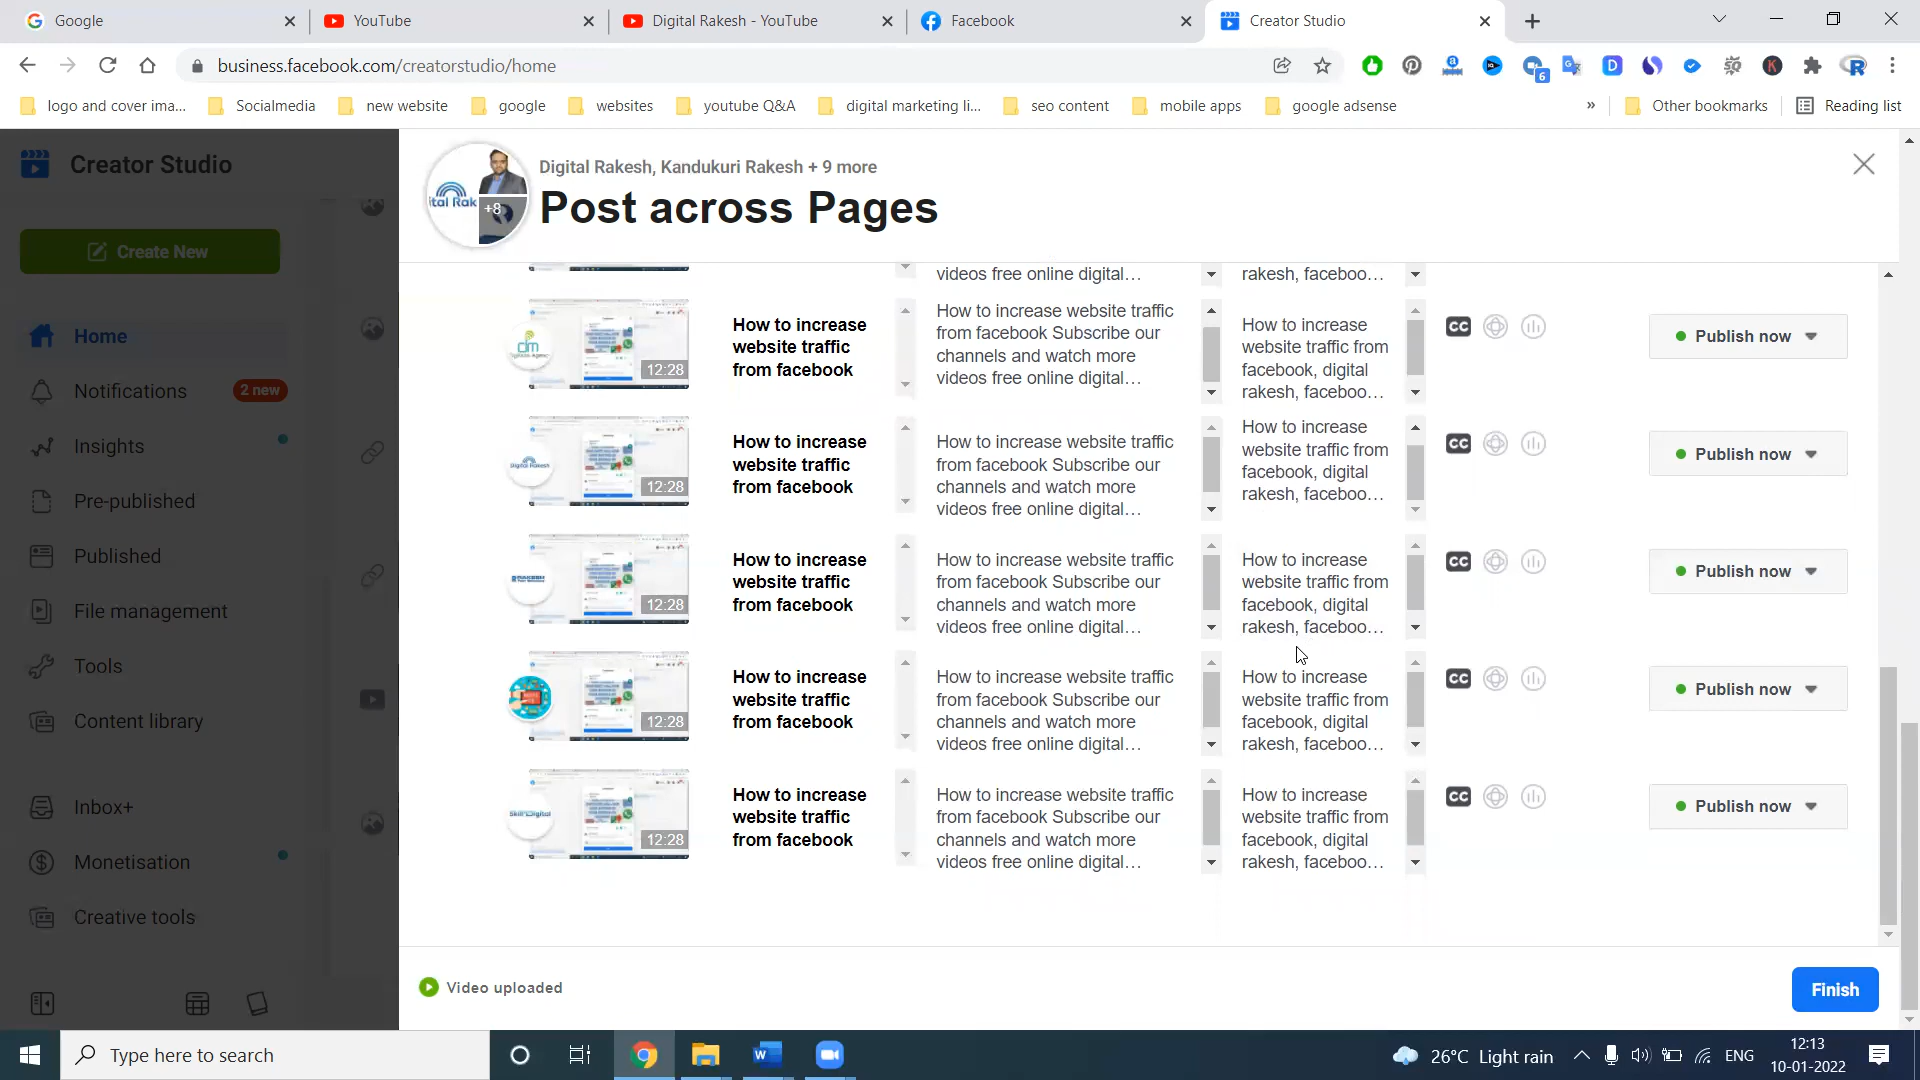 Google
YouTube
Digital Rakesh - YouTube
Facebook
Creator Studio
business.facebook.com/creatorstudio/home
6
logo and cover ima...
Socialmedia
new website
google
websites
youtube Q&A
digital marketing li...
seo content
mobile apps
google adsense
»
Other bookmarks
Reading list
Creator Studio
Create New
Home
Notifications
2 new
Insights
Pre-published
Published
File management
Tools
Content library
Inbox+
Monetisation
Creative tools
ital Rak
+8
Digital Rakesh, Kandukuri Rakesh + 9 more
Post across Pages
videos free online digital...
rakesh, faceboo...
12:28
How to increase
website traffic
from facebook
How to increase website traffic
from facebook Subscribe our
channels and watch more
videos free online digital...
How to increase
website traffic from
facebook, digital
rakesh, faceboo...
CC
Publish now
Digital Rakesh
12:28
How to increase
website traffic
from facebook
How to increase website traffic
from facebook Subscribe our
channels and watch more
videos free online digital...
How to increase
website traffic from
facebook, digital
rakesh, faceboo...
CC
Publish now
12:28
How to increase
website traffic
from facebook
How to increase website traffic
from facebook Subscribe our
channels and watch more
videos free online digital...
How to increase
website traffic from
facebook, digital
rakesh, faceboo...
CC
Publish now
12:28
How to increase
website traffic
from facebook
How to increase website traffic
from facebook Subscribe our
channels and watch more
videos free online digital...
How to increase
website traffic from
facebook, digital
rakesh, faceboo...
CC
Publish now
12:28
How to increase
website traffic
from facebook
How to increase website traffic
from facebook Subscribe our
channels and watch more
videos free online digital...
How to increase
website traffic from
facebook, digital
rakesh, faceboo...
CC
Publish now
Video uploaded
Finish
Type here to search
26°C Light rain
ENG
12:13
10-01-2022